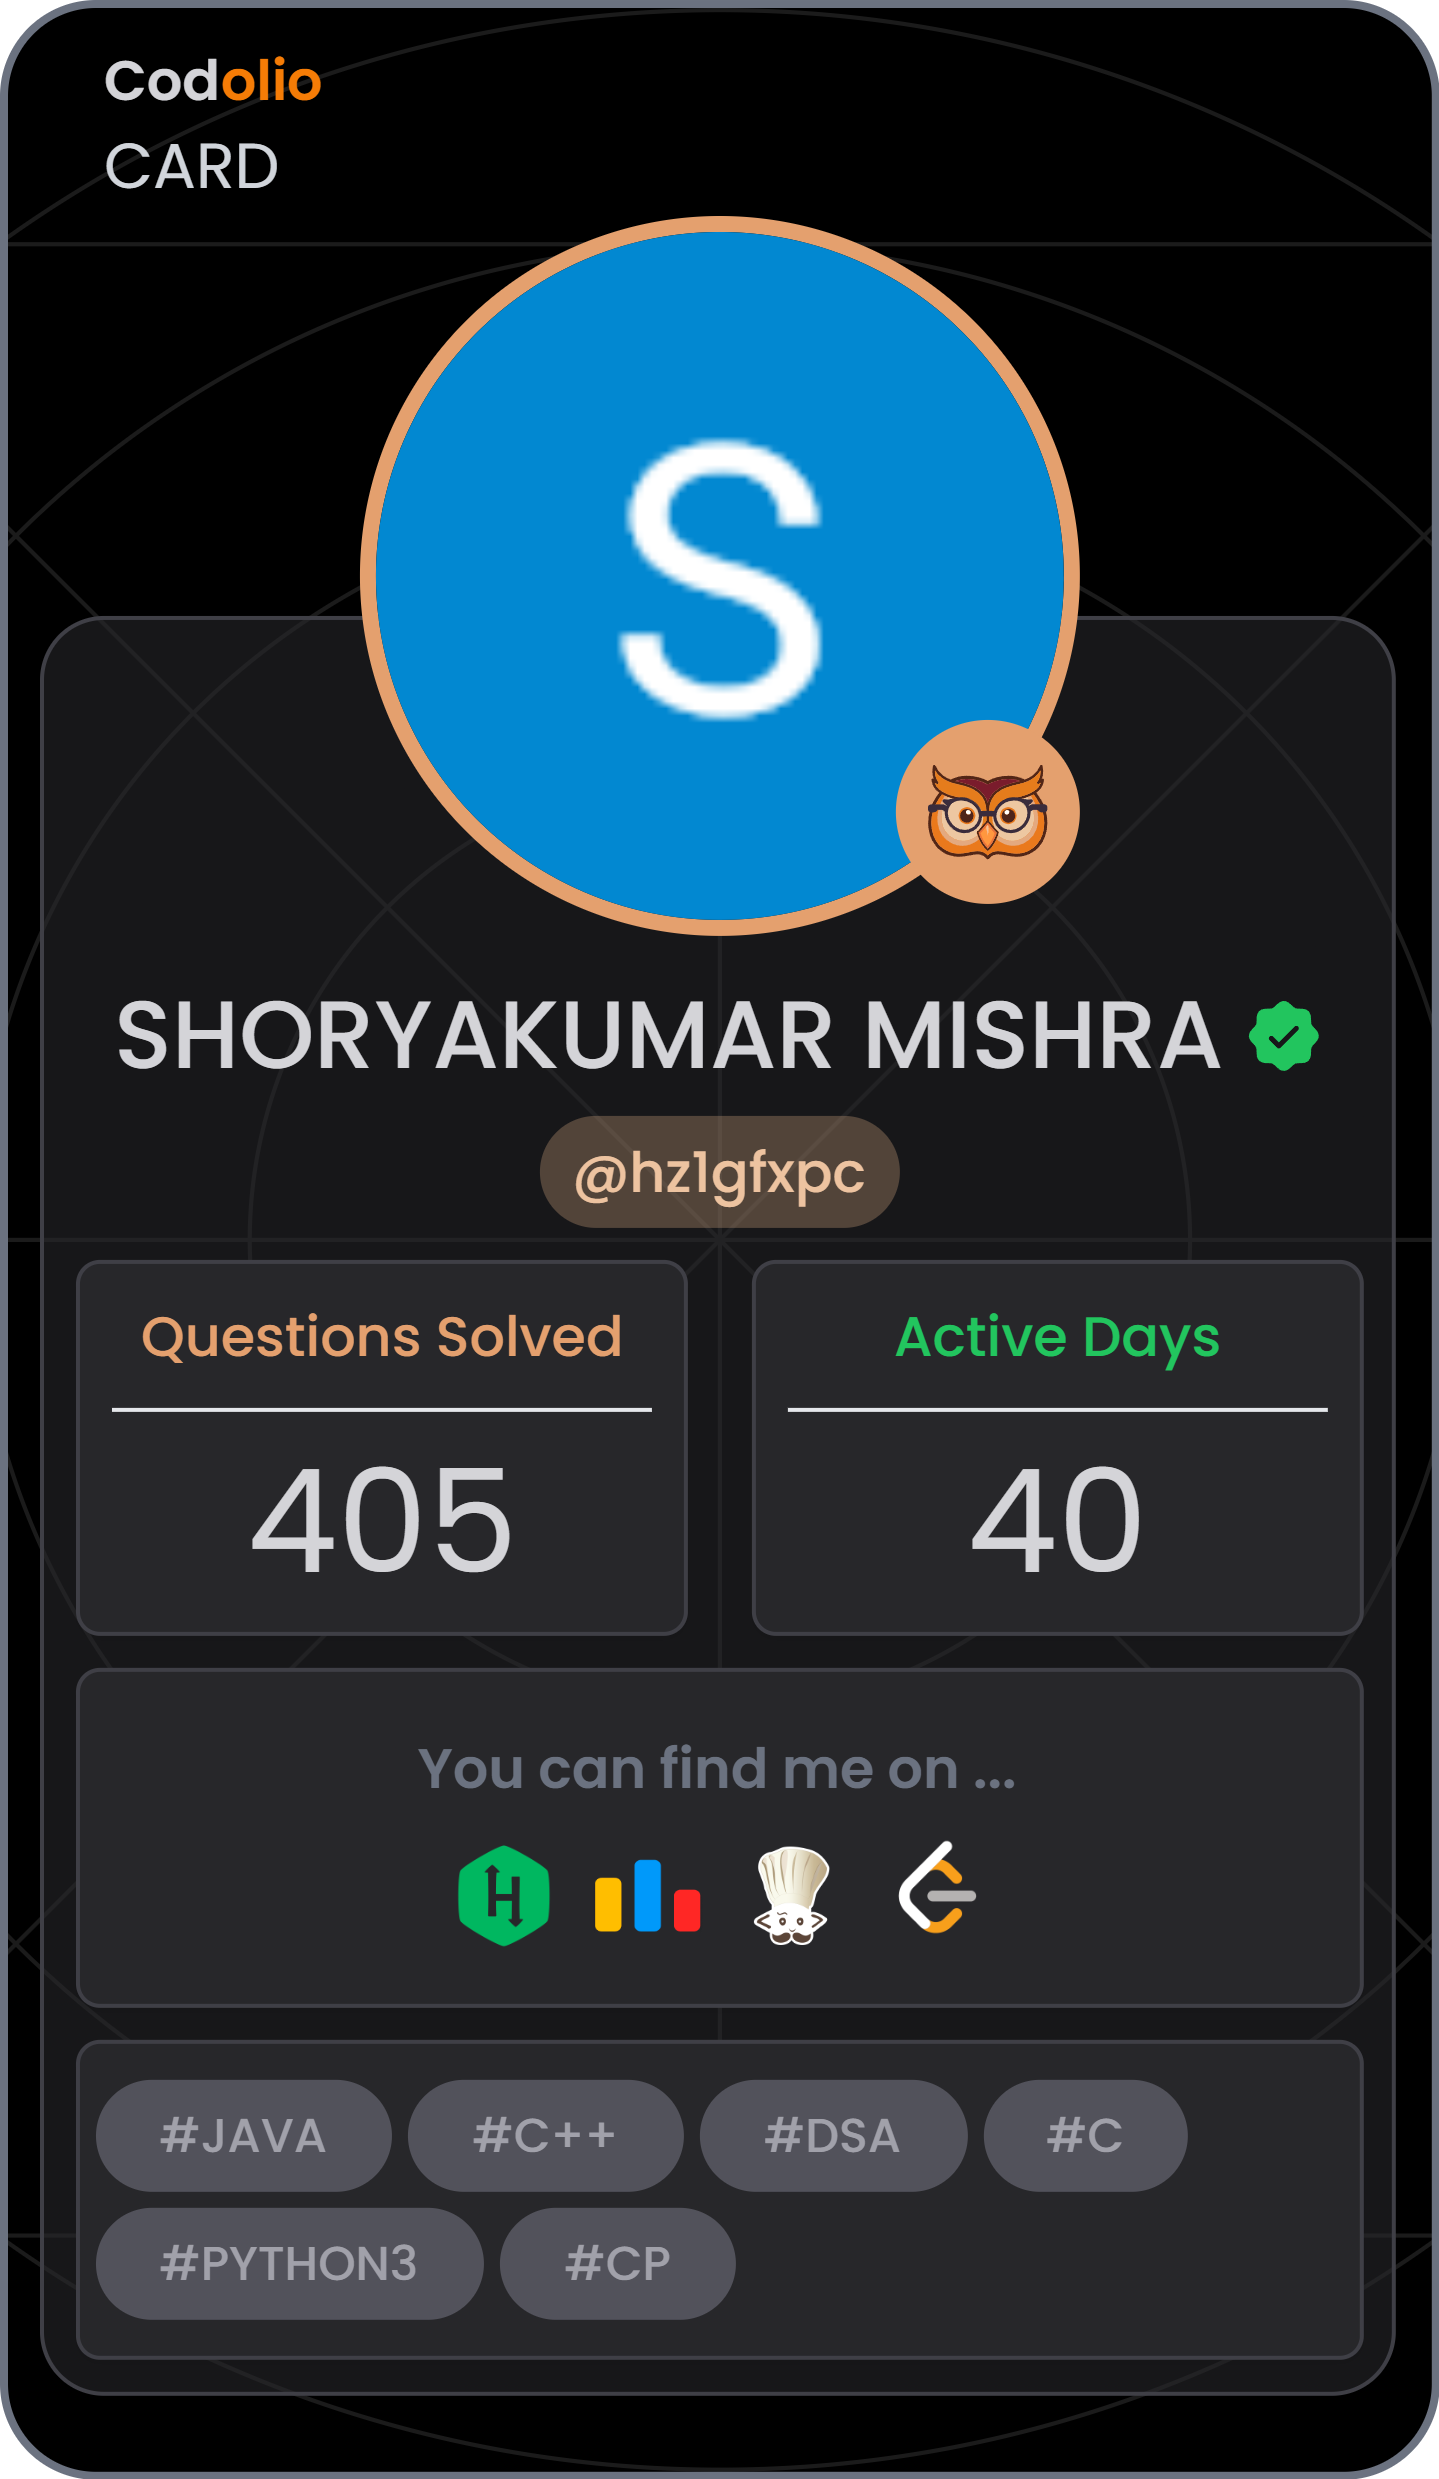 Codolio
CARD
S
SHORYAKUMAR MISHRA
@hz1gfxpc
Questions Solved
Active Days
405
40
You can find me on ...
H
#JAVA #C++ #DSA #C
#PYTHON3 #CP